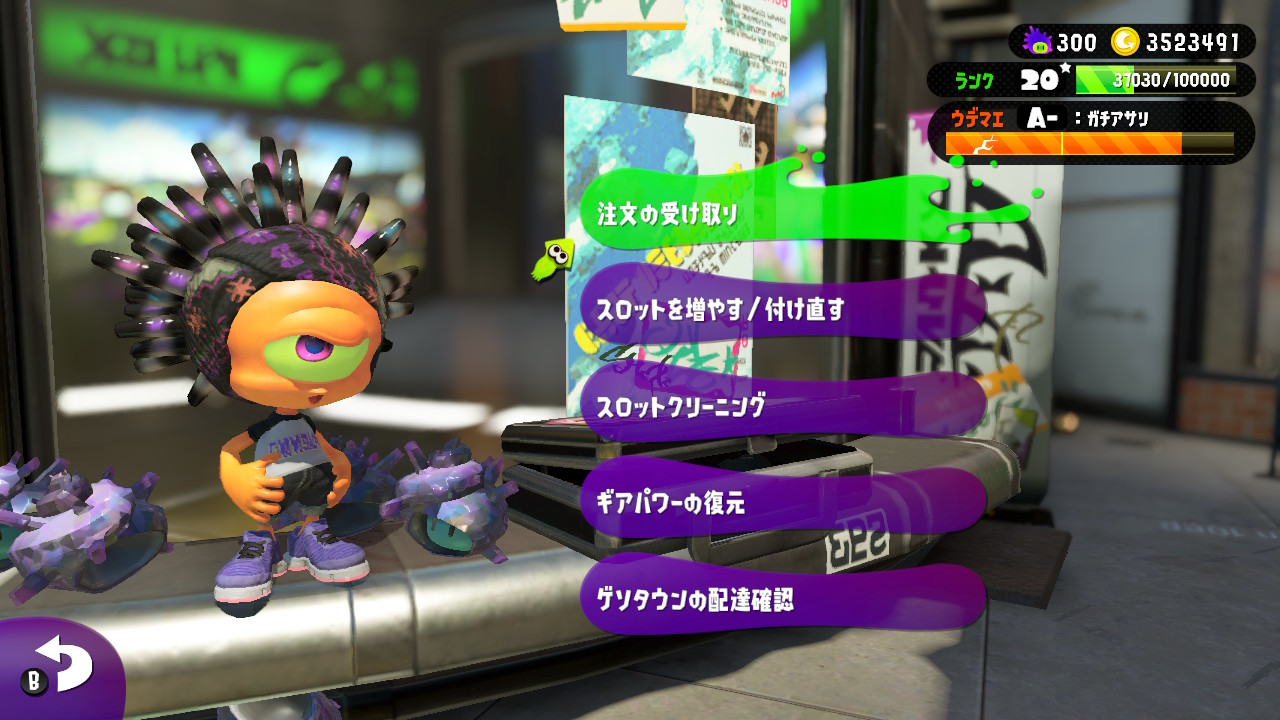 300 3523491
ランク 20 37030/100000
ウデマエ A- :ガチアサリ
注文の受け取り
スロットを増やす/付け直す
スロットクリーニング
ギアパワーの復元
ゲソタウンの配達確認
B